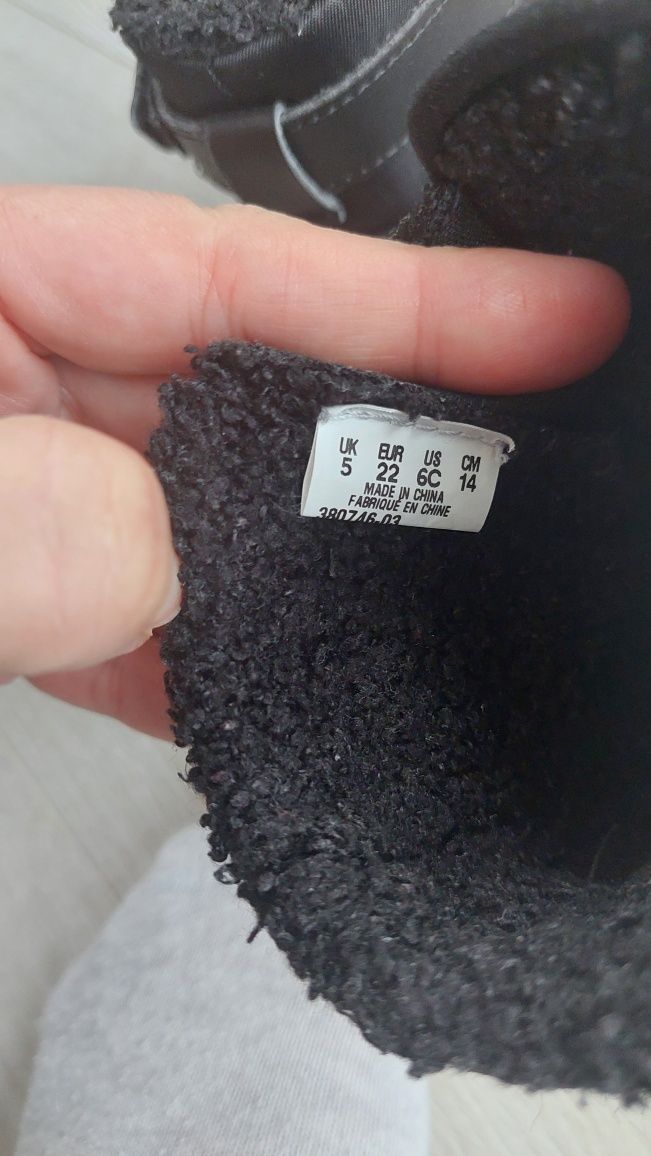 UK EUR US CM
5 22 6C 14
MADE IN CHINA
FABRIQUÉ EN CHINE
380746-03